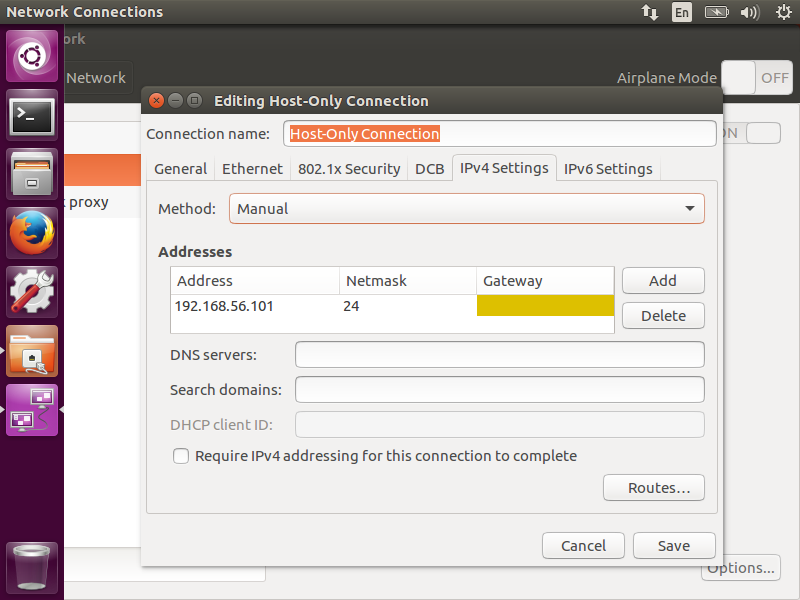 Network Connections
En
ork
Network
Airplane Mode
OFF
Editing Host-Only Connection
Connection name:
Host-Only Connection
ON
General
Ethernet
802.1x Security
DCB
IPv4 Settings
IPv6 Settings
proxy
Method:
Manual
Addresses
Address
Netmask
Gateway
Add
192.168.56.101
24
Delete
DNS servers:
Search domains:
DHCP client ID:
Require IPv4 addressing for this connection to complete
Routes...
Cancel
Save
Options...